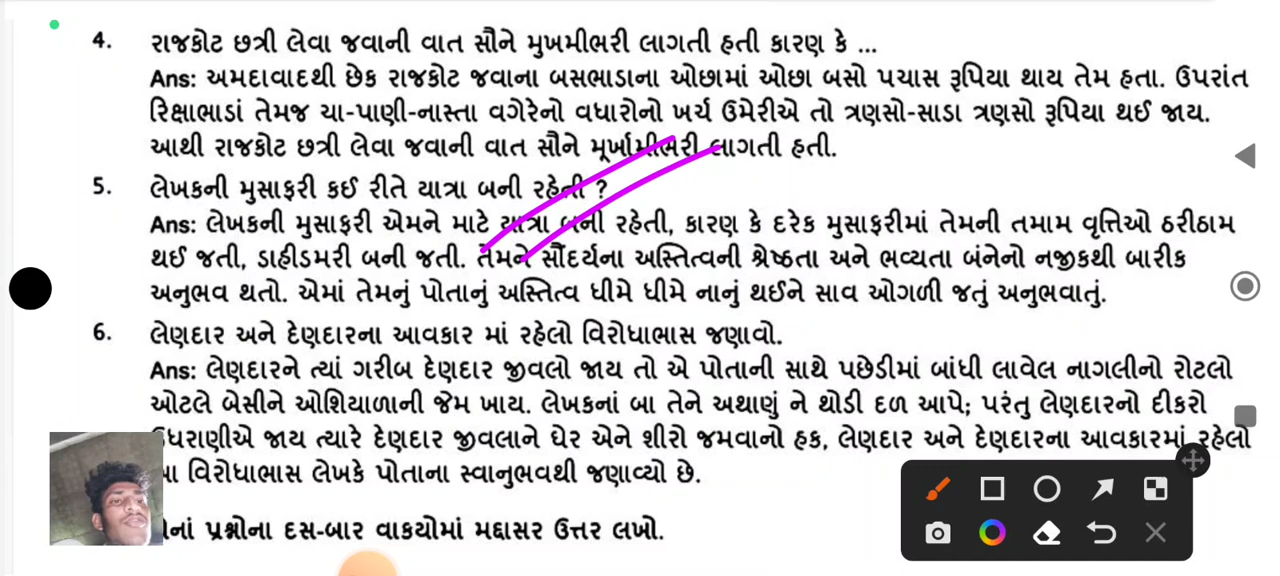 4. રાજકોટ છત્રી લેવા જવાની વાત સૌને મુખમીભરી લાગતી હતી કારણ કે ...
Ans: અમદાવાદથી છેક રાજકોટ જવાના બસભાડાના ઓછામાં ઓછા બસો પચાસ રૂપિયા થાય તેમ હતા. ઉપરાંત
રિક્ષાભાડાં તેમજ ચા-પાણી-નાસ્તા વગેરેનો વધારોનો ખર્ચ ઉમેરીએ તો ત્રણસો-સાડા ત્રણસો રૂપિયા થઈ જાય.
આથી રાજકોટ છત્રી લેવા જવાની વાત સૌને મૂર્ખામીભરી લાગતી હતી.
5. લેખકની મુસાફરી કઈ રીતે યાત્રા બની રહેતી ?
Ans: લેખકની મુસાફરી એમને માટે યાત્રા બની રહેતી, કારણ કે દરેક મુસાફરીમાં તેમની તમામ વૃત્તિઓ ઠરીઠામ
થઈ જતી, ડાહીડમરી બની જતી. તેમને સૌંદર્યના અસ્તિત્વની શ્રેષ્ઠતા અને ભવ્યતા બંનેનો નજીકથી બારીક
અનુભવ થતો. એમાં તેમનું પોતાનું અસ્તિત્વ ધીમે ધીમે નાનું થઈને સાવ ઓગળી જતું અનુભવાતું.
6. લેણદાર અને દેણદારના આવકાર માં રહેલો વિરોધાભાસ જણાવો.
Ans: લેણદારને ત્યાં ગરીબ દેણદાર જીવલો જાય તો એ પોતાની સાથે પછેડીમાં બાંધી લાવેલ નાગલીનો રોટલો
ઓટલે બેસીને ઓશિયાળાની જેમ ખાય. લેખકનાં બા તેને અથાણું ને થોડી દળ આપે; પરંતુ લેણદારનો દીકરો
જાય ત્યારે દેણદાર જીવલાને ઘેર એને શીરો જમવાનો હક, લેણદાર અને દેણદારના આવકારમાં રહેલો
વિરોધાભાસ લેખકે પોતાના સ્વાનુભવથી જણાવ્યો છે.
પ્રશ્નોના દસ-બાર વાક્યોમાં મદ્દાસર ઉત્તર લખો.